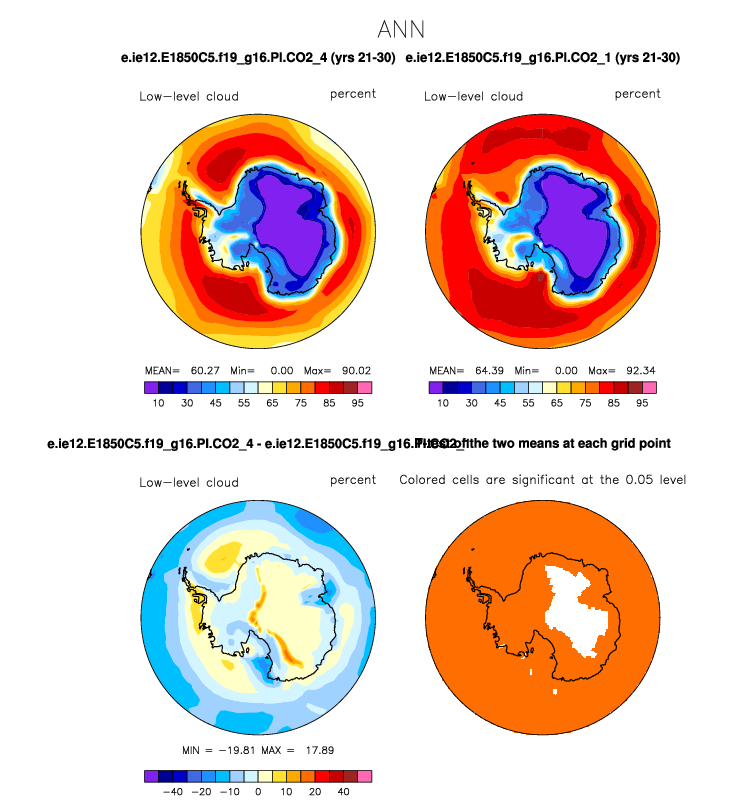 ANN
e.ie12.E1850C5.f19_g16.PI.CO2_4 (yrs 21-30) e.ie12.E1850C5.f19_g16.PI.CO2_1 (yrs 21-30)
Low-level cloud percent Low-level cloud percent
MEAN= 60.27 Min= 0.00 Max= 90.02 MEAN= 64.39 Min= 0.00 Max= 92.34
10 30 45 55 65 75 85 95 10 30 45 55 65 75 85 95
e.ie12.E1850C5.f19_g16.PI.CO2_4 - e.ie12.E1850C5.f19_g16.PI.CO2_1 T-test of the two means at each grid point
Low-level cloud percent Colored cells are significant at the 0.05 level
MIN = -19.81 MAX = 17.89
-40 -20 -10 0 10 20 40